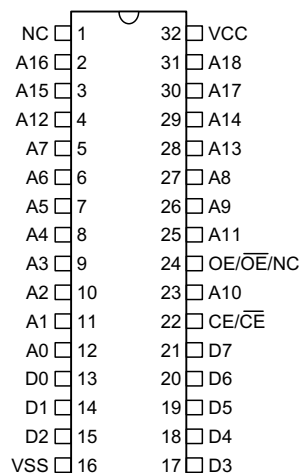 NC 1 32 VCC
A16 2 31 A18
A15 3 30 A17
A12 4 29 A14
A7 5 28 A13
A6 6 27 A8
A5 7 26 A9
A4 8 25 A11
A3 9 24 OE/O̅E̅/NC
A2 10 23 A10
A1 11 22 CE/C̅E̅
A0 12 21 D7
D0 13 20 D6
D1 14 19 D5
D2 15 18 D4
VSS 16 17 D3